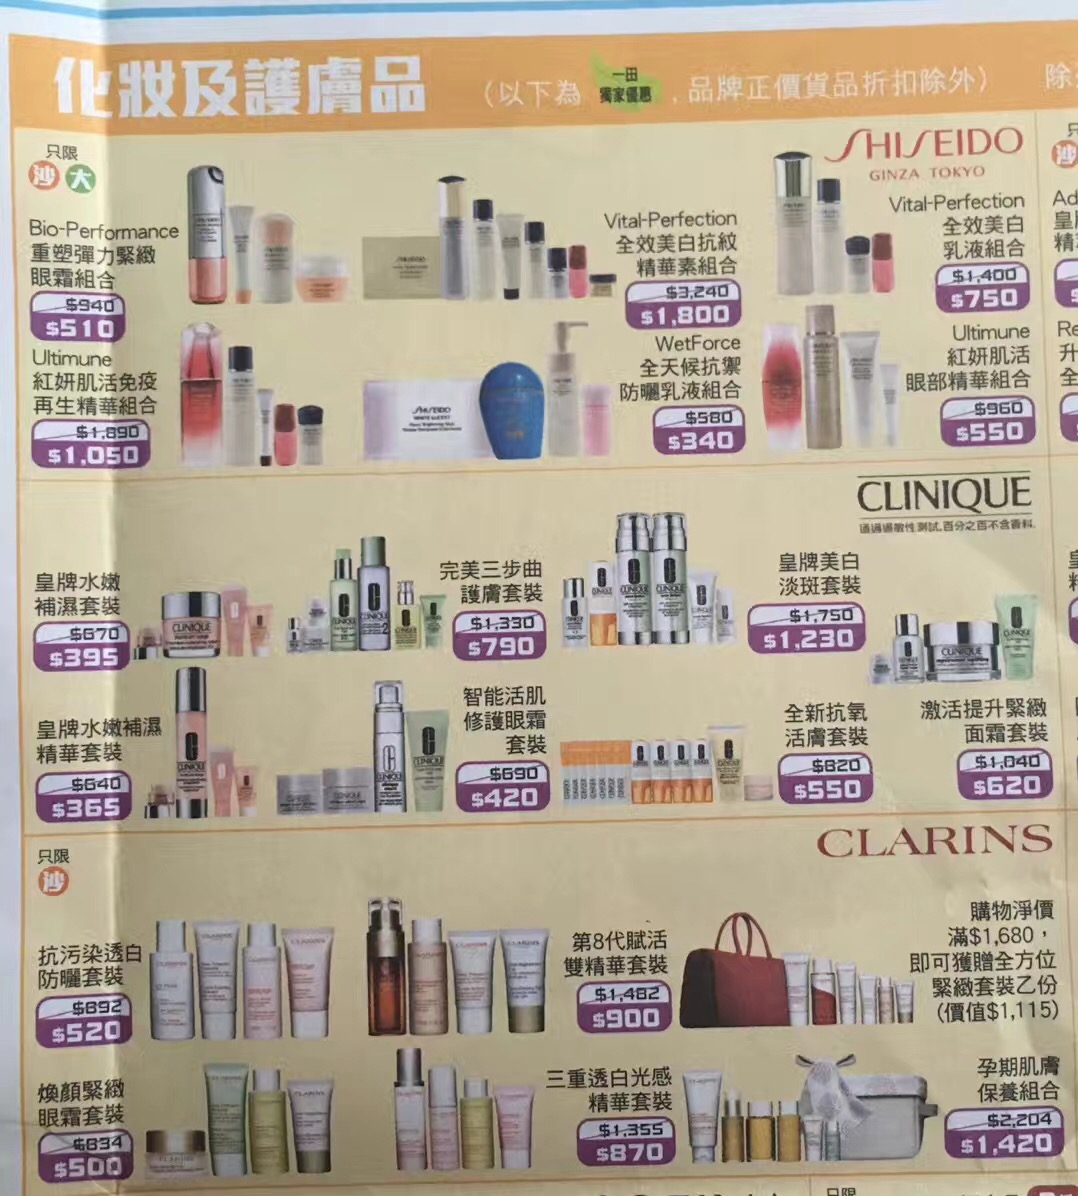 化妝及護膚品
（以下為 一田 獨家優惠 ，品牌正價貨品折扣除外）
除
只限
沙 大
SHISEIDO
GINZA TOKYO
Bio-Performance
重塑彈力緊緻
眼霜組合
$940
$510
Vital-Perfection
全效美白抗紋
精華素組合
$3,240
$1,800
Vital-Perfection
全效美白
乳液組合
$1,400
$750
Ultimune
紅妍肌活免疫
再生精華組合
$1,890
$1,050
WetForce
全天候抗禦
防曬乳液組合
$580
$340
Ultimune
紅妍肌活
眼部精華組合
$960
$550
SHISEIDO
WHITE LUCENT
CLINIQUE
通過過敏性測試.百分之百不含香料.
皇牌水嫩
補濕套裝
$670
$395
完美三步曲
護膚套裝
$1,330
$790
皇牌美白
淡斑套裝
$1,750
$1,230
皇牌水嫩補濕
精華套裝
$640
$365
智能活肌
修護眼霜
套裝
$690
$420
全新抗氧
活膚套裝
$620
$550
激活提升緊緻
面霜套裝
$1,040
$620
CLINIQUE
CLINIQUE
CLARINS
只限
沙
抗污染透白
防曬套裝
$892
$520
第8代賦活
雙精華套裝
$1,482
$900
購物淨價
滿$1,680，
即可獲贈全方位
緊緻套裝乙份
(價值$1,115)
煥顏緊緻
眼霜套裝
$834
$500
三重透白光感
精華套裝
$1,355
$870
孕期肌膚
保養組合
$2,204
$1,420
只限